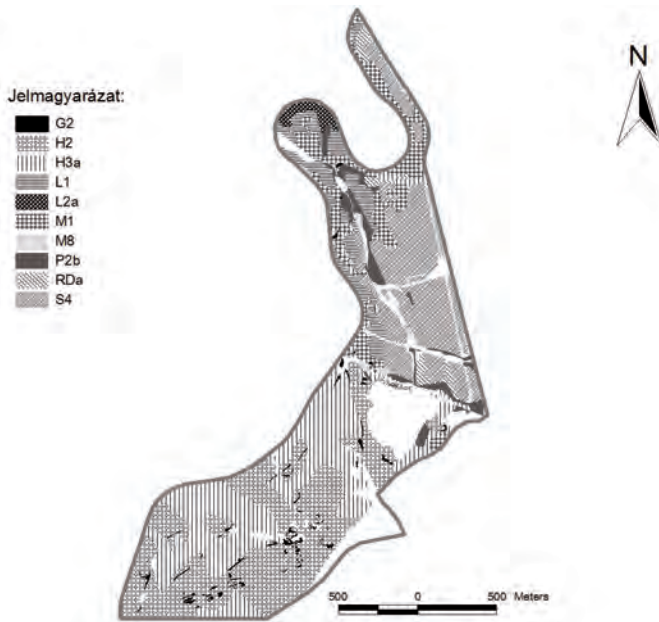 N
Jelmagyarázat:
G2
H2
H3a
L1
L2a
M1
M8
P2b
RDa
S4
500 0 500 Meters